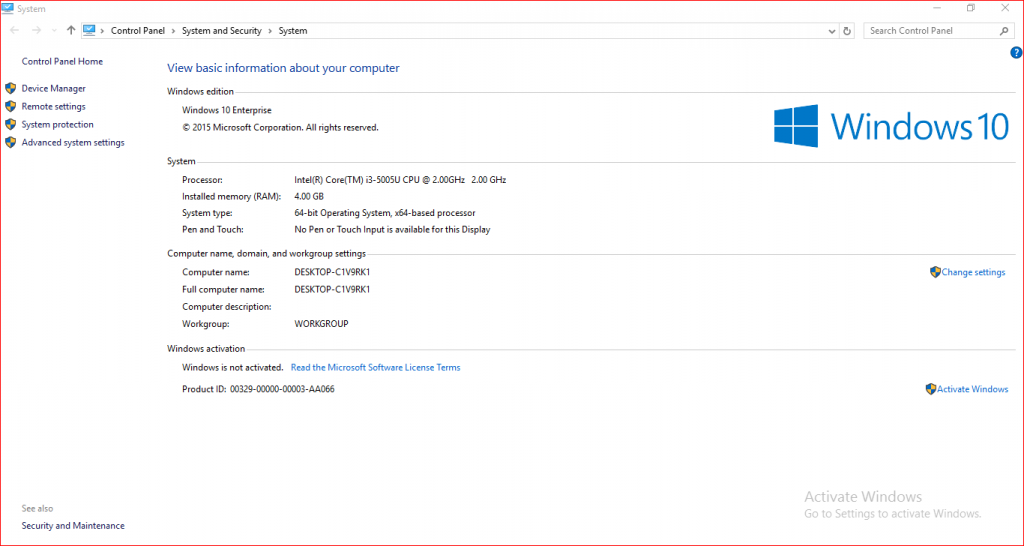 System
Control Panel > System and Security > System
Search Control Panel
Control Panel Home
Device Manager
Remote settings
System protection
Advanced system settings
View basic information about your computer
Windows edition
Windows 10 Enterprise
© 2015 Microsoft Corporation. All rights reserved.
Windows 10
System
Processor: Intel(R) Core(TM) i3-5005U CPU @ 2.00GHz 2.00 GHz
Installed memory (RAM): 4.00 GB
System type: 64-bit Operating System, x64-based processor
Pen and Touch: No Pen or Touch Input is available for this Display
Computer name, domain, and workgroup settings
Computer name: DESKTOP-C1V9RK1
Change settings
Full computer name: DESKTOP-C1V9RK1
Computer description:
Workgroup: WORKGROUP
Windows activation
Windows is not activated. Read the Microsoft Software License Terms
Product ID: 00329-00000-00003-AA066
Activate Windows
See also
Security and Maintenance
Activate Windows
Go to Settings to activate Windows.